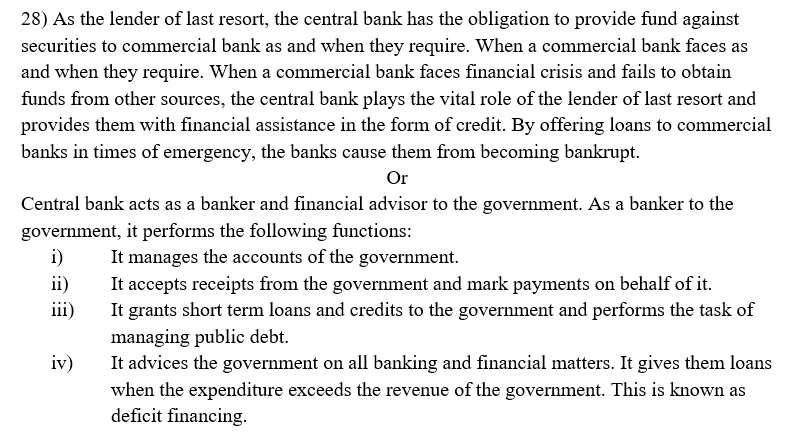 28) As the lender of last resort, the central bank has the obligation to provide fund against
securities to commercial bank as and when they require. When a commercial bank faces as
and when they require. When a commercial bank faces financial crisis and fails to obtain
funds from other sources, the central bank plays the vital role of the lender of last resort and
provides them with financial assistance in the form of credit. By offering loans to commercial
banks in times of emergency, the banks cause them from becoming bankrupt.
Or
Central bank acts as a banker and financial advisor to the government. As a banker to the
government, it performs the following functions:
i) It manages the accounts of the government.
ii) It accepts receipts from the government and mark payments on behalf of it.
iii) It grants short term loans and credits to the government and performs the task of
managing public debt.
iv) It advices the government on all banking and financial matters. It gives them loans
when the expenditure exceeds the revenue of the government. This is known as
deficit financing.